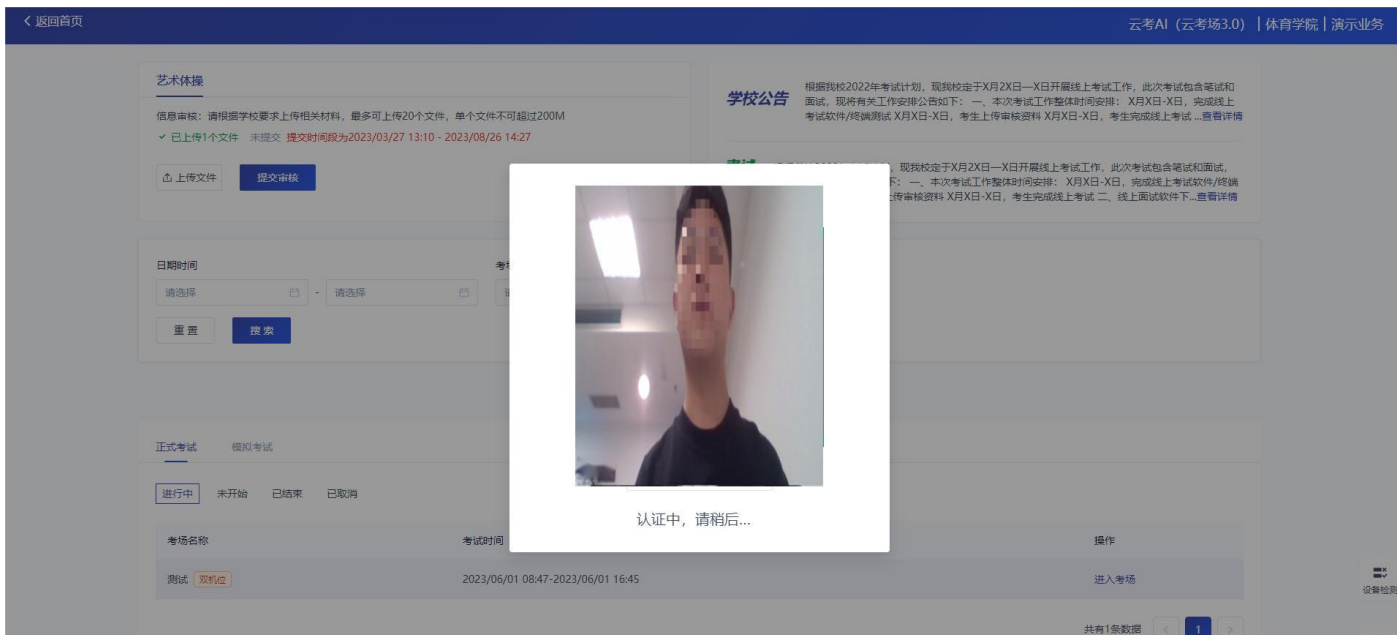 返回首页
云考AI（云考场3.0） | 体育学院 | 演示业务
艺术体操
信息审核：请根据学校要求上传相关材料，最多可上传20个文件，单个文件不可超过200M
已上传1个文件 未提交 提交时间段为2023/03/27 13:10 - 2023/08/26 14:27
上传文件
提交审核
学校公告
根据我校2022年考试计划，现我校定于X月2X日—X日开展线上考试工作，此次考试包含笔试和
面试，现将有关工作安排公告如下： 一、本次考试工作整体时间安排： X月X日-X日，完成线上
考试软件/终端测试 X月X日-X日，考生上传审核资料 X月X日-X日，考生完成线上考试 ...查看详情
，现我校定于X月2X日—X日开展线上考试工作，此次考试包含笔试和面试，
下： 一、本次考试工作整体时间安排： X月X日-X日，完成线上考试软件/终端
上传审核资料 X月X日-X日，考生完成线上考试 二、线上面试软件下...查看详情
日期时间
请选择 - 请选择
重 置
搜 索
认证中，请稍后...
正式考试 模拟考试
进行中 未开始 已结束 已取消
考场名称 考试时间 操作
测试 双机位 2023/06/01 08:47-2023/06/01 16:45 进入考场
设备检测
共有1条数据 < 1 >